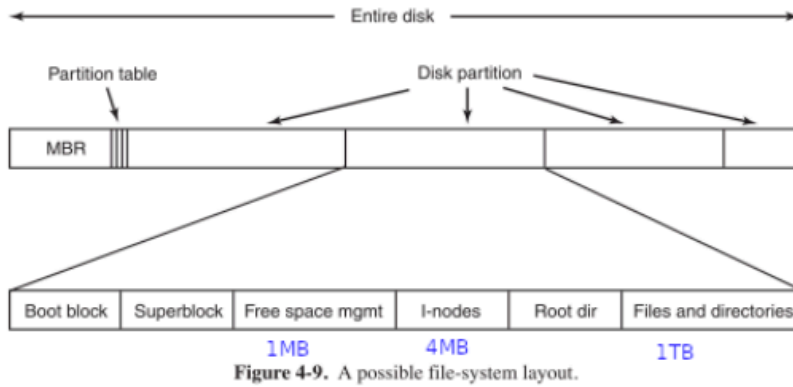 Entire disk
Partition table
Disk partition
MBR
Boot block
Superblock
Free space mgmt
I-nodes
Root dir
Files and directories
1MB
4MB
1TB
Figure 4-9. A possible file-system layout.